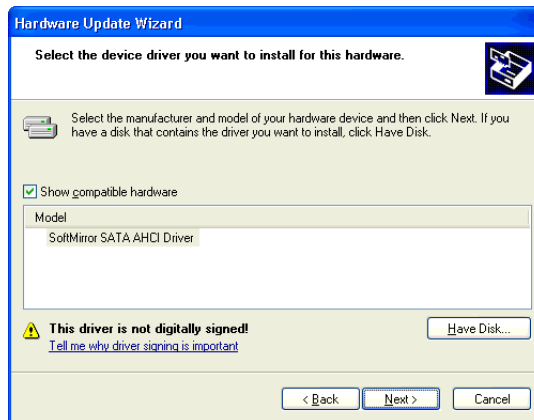 Hardware Update Wizard
Select the device driver you want to install for this hardware.
Select the manufacturer and model of your hardware device and then click Next. If you
have a disk that contains the driver you want to install, click Have Disk.
Show compatible hardware
Model
SoftMirror SATA AHCI Driver
This driver is not digitally signed!
Tell me why driver signing is important
Have Disk...
< Back
Next >
Cancel